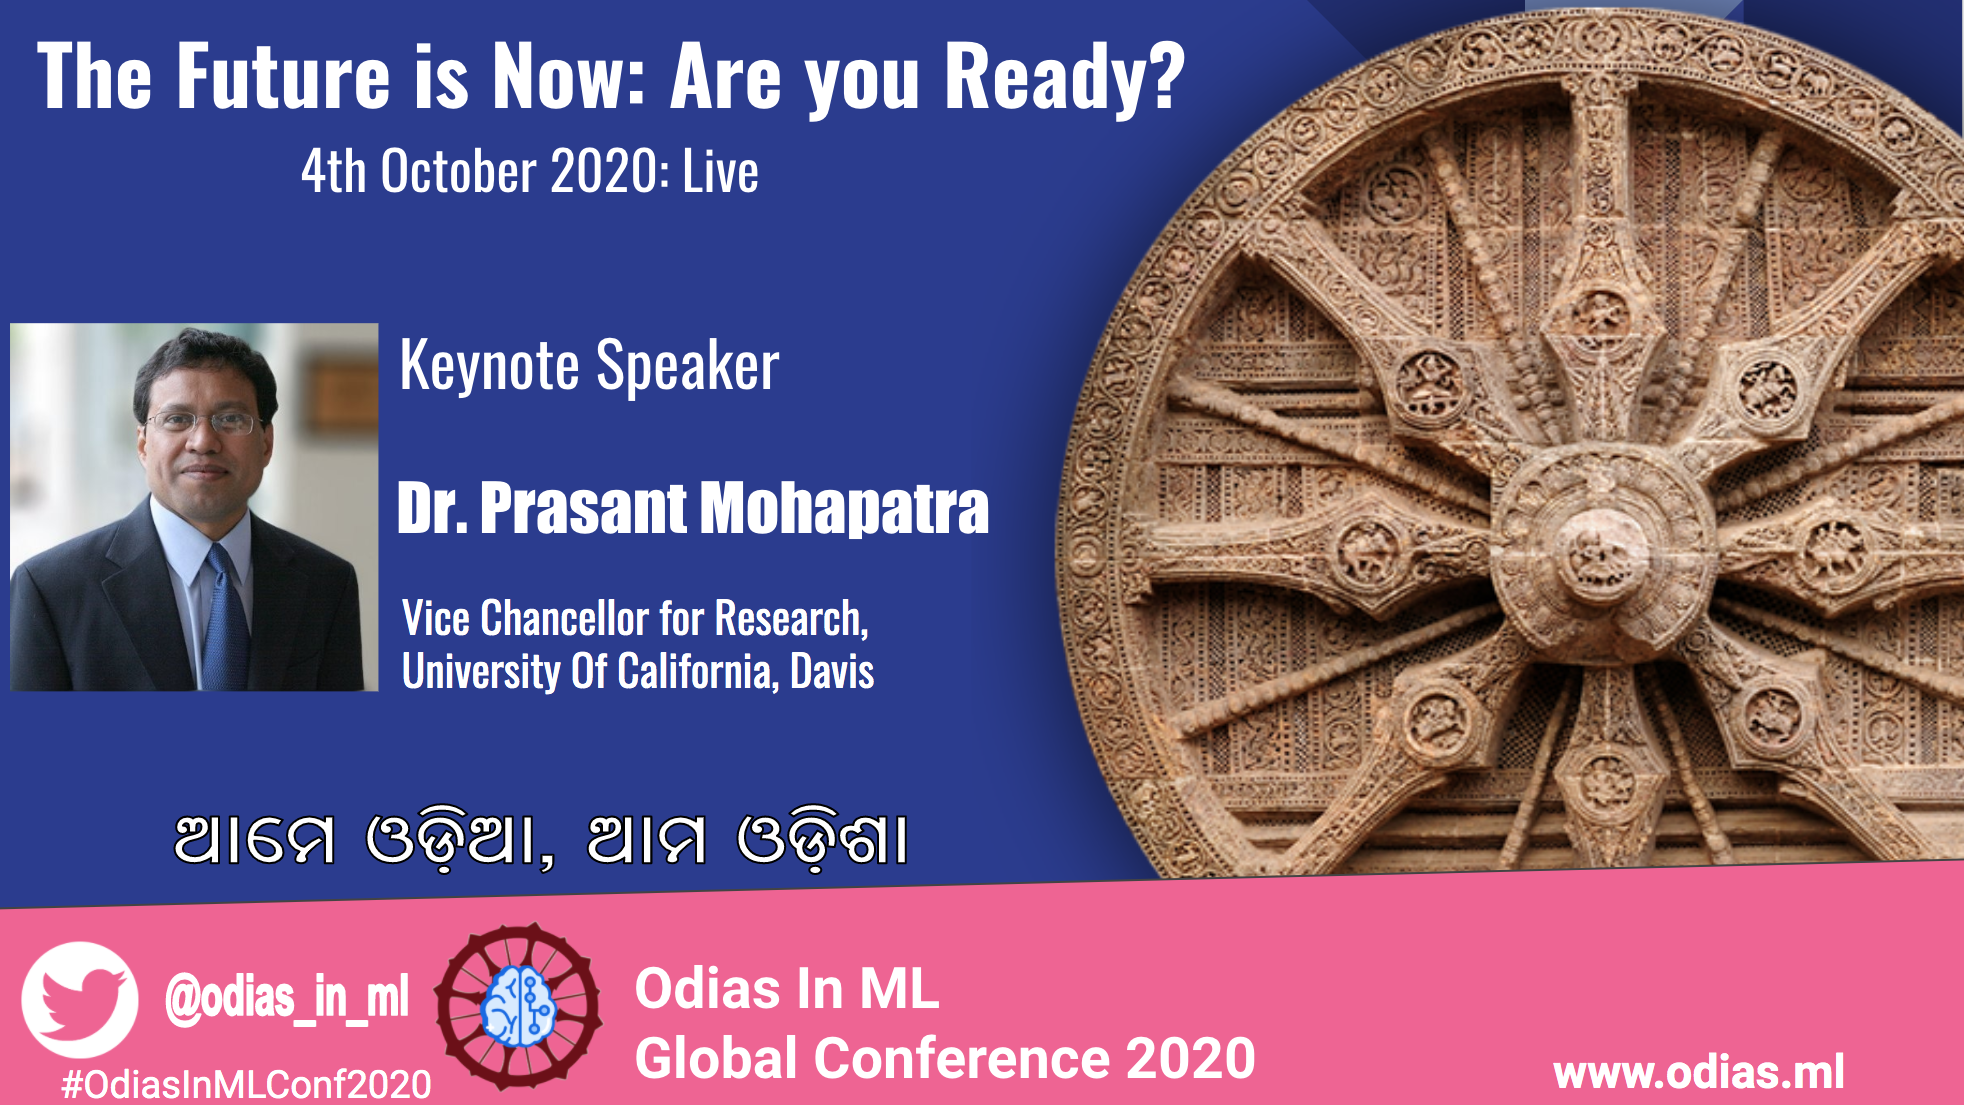 The Future is Now: Are you Ready?
4th October 2020: Live
Keynote Speaker
Dr. Prasant Mohapatra
Vice Chancellor for Research,
University Of California, Davis
ଆମେ ଓଡ଼ିଆ, ଆମ ଓଡ଼ିଶା
@odias_in_ml
#OdiasInMLConf2020
Odias In ML
Global Conference 2020
www.odias.ml